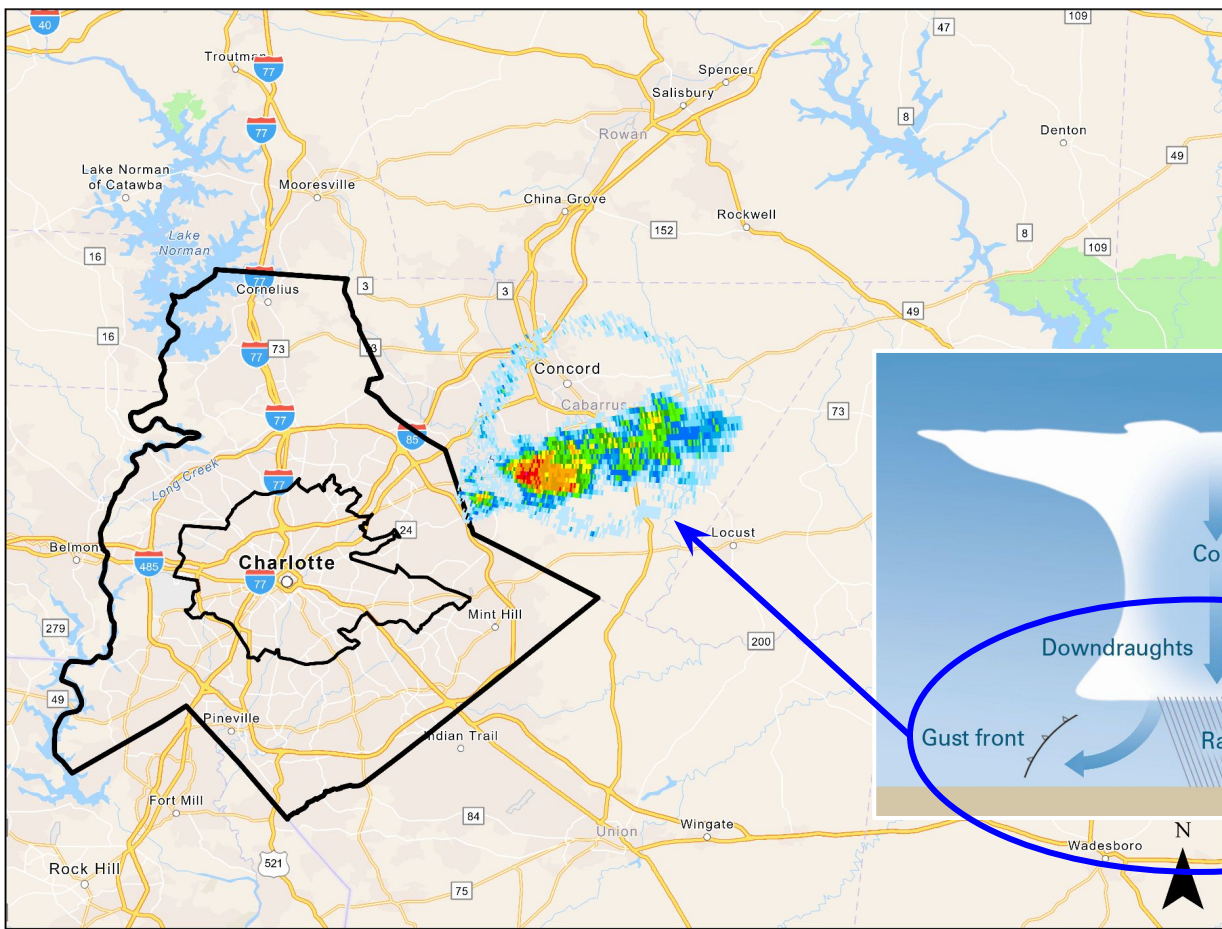 40
47
109
Troutman
77
Spencer
Salisbury
8
77
Rowan
Denton
49
Lake Norman
of Catawba
Mooresville
China Grove
Rockwell
152
Lake
Norman
8
109
16
77
Cornelius
3
3
49
16
77
73
73
Concord
Cabarrus
73
77
85
Long Creek
77
24
Locust
Belmon
485
Charlotte
77
Co
Mint Hill
279
200
Downdraughts
49
Pineville
Indian Trail
Gust front
Ra
Fort Mill
84
Union
Wingate
N
Wadesboro
521
Rock Hill
75